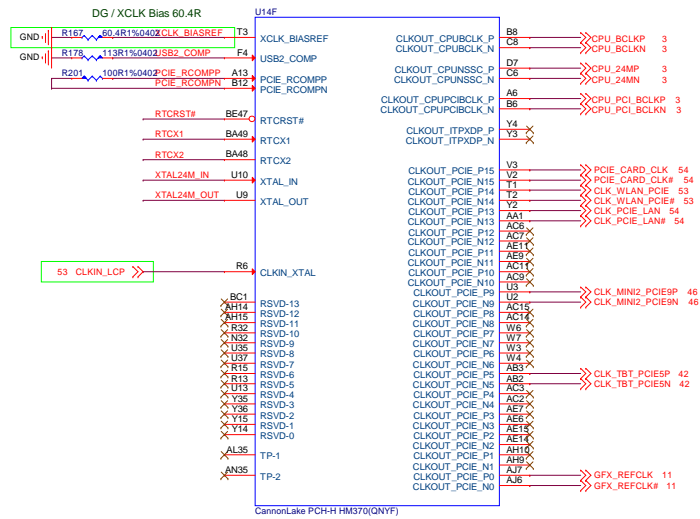 DG / XCLK Bias 60.4R
U14F
GND R167 60.4R1%0402 XCLK_BIASREF T3 XCLK_BIASREF
GND R178 113R1%0402 USB2_COMP F4 USB2_COMP
R201 100R1%0402 PCIE_RCOMPP A13 PCIE_RCOMPP
PCIE_RCOMPN B12 PCIE_RCOMPN
RTCRST# BE47 RTCRST#
RTCX1 BA49 RTCX1
RTCX2 BA48 RTCX2
XTAL24M_IN U10 XTAL_IN
XTAL24M_OUT U9 XTAL_OUT
53 CLKIN_LCP R6 CLKIN_XTAL
BC1 RSVD-13
AH14 RSVD-12
AH15 RSVD-11
R32 RSVD-10
N32 RSVD-9
U35 RSVD-8
U37 RSVD-7
R15 RSVD-6
R13 RSVD-5
U13 RSVD-4
Y35 RSVD-3
Y36 RSVD-2
Y15 RSVD-1
Y14 RSVD-0
AL35 TP-1
AN35 TP-2
CLKOUT_CPUBCLK_P B8 CPU_BCLKP 3
CLKOUT_CPUBCLK_N C8 CPU_BCLKN 3
CLKOUT_CPUNSSC_P D7 CPU_24MP 3
CLKOUT_CPUNSSC_N C6 CPU_24MN 3
CLKOUT_CPUPCIBCLK_P A6 CPU_PCI_BCLKP 3
CLKOUT_CPUPCIBCLK_N B6 CPU_PCI_BCLKN 3
CLKOUT_ITPXDP_P Y4
CLKOUT_ITPXDP_N Y3
CLKOUT_PCIE_P15 V3 PCIE_CARD_CLK 54
CLKOUT_PCIE_N15 V2 PCIE_CARD_CLK# 54
CLKOUT_PCIE_P14 T1 CLK_WLAN_PCIE 53
CLKOUT_PCIE_N14 T2 CLK_WLAN_PCIE# 53
CLKOUT_PCIE_P13 Y2 CLK_PCIE_LAN 54
CLKOUT_PCIE_N13 AA1 CLK_PCIE_LAN# 54
CLKOUT_PCIE_P12 AC6
CLKOUT_PCIE_N12 AC7
CLKOUT_PCIE_P11 AE11
CLKOUT_PCIE_N11 AE9
CLKOUT_PCIE_P10 AC11
CLKOUT_PCIE_N10 AC9
CLKOUT_PCIE_P9 U3 CLK_MINI2_PCIE9P 46
CLKOUT_PCIE_N9 U2 CLK_MINI2_PCIE9N 46
CLKOUT_PCIE_P8 AC15
CLKOUT_PCIE_N8 AC14
CLKOUT_PCIE_P7 W6
CLKOUT_PCIE_N7 W7
CLKOUT_PCIE_P6 W3
CLKOUT_PCIE_N6 W4
CLKOUT_PCIE_P5 AB3 CLK_TBT_PCIE5P 42
CLKOUT_PCIE_N5 AB2 CLK_TBT_PCIE5N 42
CLKOUT_PCIE_P4 AC3
CLKOUT_PCIE_N4 AC2
CLKOUT_PCIE_P3 AE7
CLKOUT_PCIE_N3 AE6
CLKOUT_PCIE_P2 AE15
CLKOUT_PCIE_N2 AE14
CLKOUT_PCIE_P1 AH10
CLKOUT_PCIE_N1 AH9
CLKOUT_PCIE_P0 AJ7 GFX_REFCLK 11
CLKOUT_PCIE_N0 AJ6 GFX_REFCLK# 11
CannonLake PCH-H HM370(QNYF)